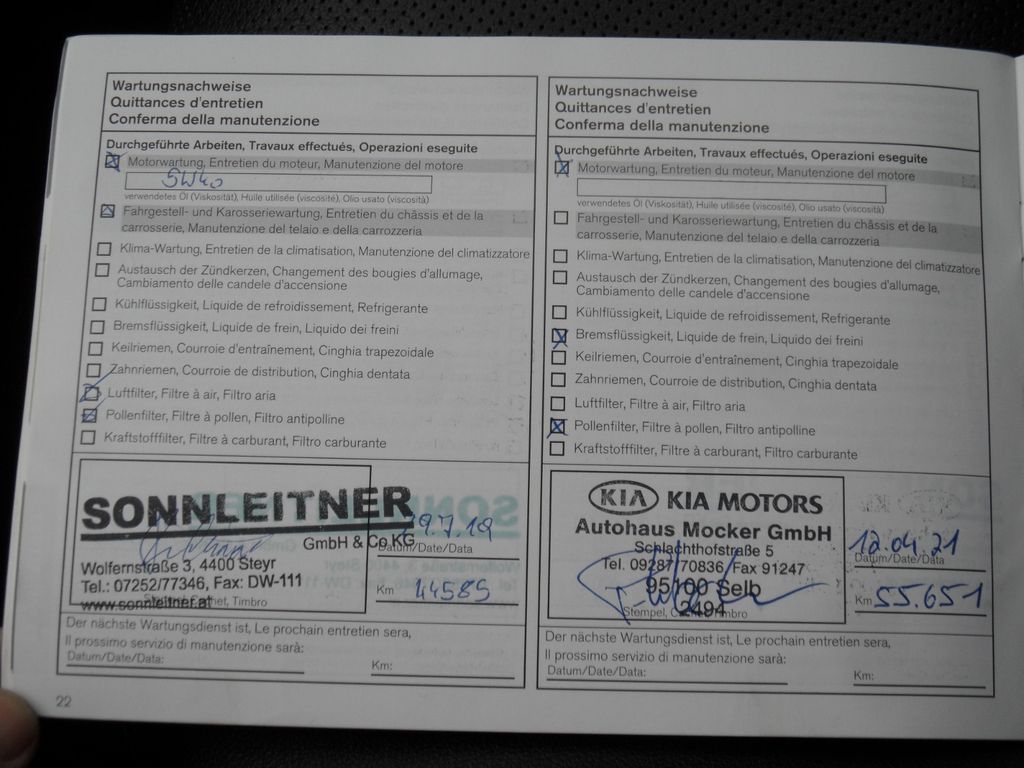 Wartungsnachweise
Quittances d'entretien
Conferma della manutenzione
Durchgeführte Arbeiten, Travaux effectués, Operazioni eseguite
Motorwartung, Entretien du moteur, Manutenzione del motore
5W40
verwendetes Öl (Viskosität), Huile utilisée (viscosité), Olio usato (viscosità)
Fahrgestell- und Karosseriewartung, Entretien du châssis et de la
carrosserie, Manutenzione del telaio e della carrozzeria
Klima-Wartung, Entretien de la climatisation, Manutenzione del climatizzatore
Austausch der Zündkerzen, Changement des bougies d'allumage,
Cambiamento delle candele d'accensione
Kühlflüssigkeit, Liquide de refroidissement, Refrigerante
Bremsflüssigkeit, Liquide de frein, Liquido dei freini
Keilriemen, Courroie d'entraînement, Cinghia trapezoidale
Zahnriemen, Courroie de distribution, Cinghia dentata
Luftfilter, Filtre à air, Filtro aria
Pollenfilter, Filtre à pollen, Filtro antipolline
Kraftstofffilter, Filtre à carburant, Filtro carburante
SONNLEITNER
GmbH & Co KG
Wolfernstraße 3, 4400 Steyr
Tel.: 07252/77346, Fax: DW-111
www.sonnleitner.at
Timbro
9.7.19
Datum/Date/Data
Km 44585
Der nächste Wartungsdienst ist, Le prochain entretien sera,
Il prossimo servizio di manutenzione sarà:
Datum/Date/Data: Km:
22
Wartungsnachweise
Quittances d'entretien
Conferma della manutenzione
Durchgeführte Arbeiten, Travaux effectués, Operazioni eseguite
Motorwartung, Entretien du moteur, Manutenzione del motore
verwendetes Öl (Viskosität), Huile utilisée (viscosité), Olio usato (viscosità)
Fahrgestell- und Karosseriewartung, Entretien du châssis et de la
carrosserie, Manutenzione del telaio e della carrozzeria
Klima-Wartung, Entretien de la climatisation, Manutenzione del climatizzatore
Austausch der Zündkerzen, Changement des bougies d'allumage,
Cambiamento delle candele d'accensione
Kühlflüssigkeit, Liquide de refroidissement, Refrigerante
Bremsflüssigkeit, Liquide de frein, Liquido dei freini
Keilriemen, Courroie d'entraînement, Cinghia trapezoidale
Zahnriemen, Courroie de distribution, Cinghia dentata
Luftfilter, Filtre à air, Filtro aria
Pollenfilter, Filtre à pollen, Filtro antipolline
Kraftstofffilter, Filtre à carburant, Filtro carburante
KIA KIA MOTORS
Autohaus Mocker GmbH
Schlachthofstraße 5
Tel. 09287/70836, Fax 91247
95100 Selb
2494
Stempel, Timbro
12.04.21
Datum/Date/Data
Km 55.651
Der nächste Wartungsdienst ist, Le prochain entretien sera,
Il prossimo servizio di manutenzione sarà:
Datum/Date/Data: Km: